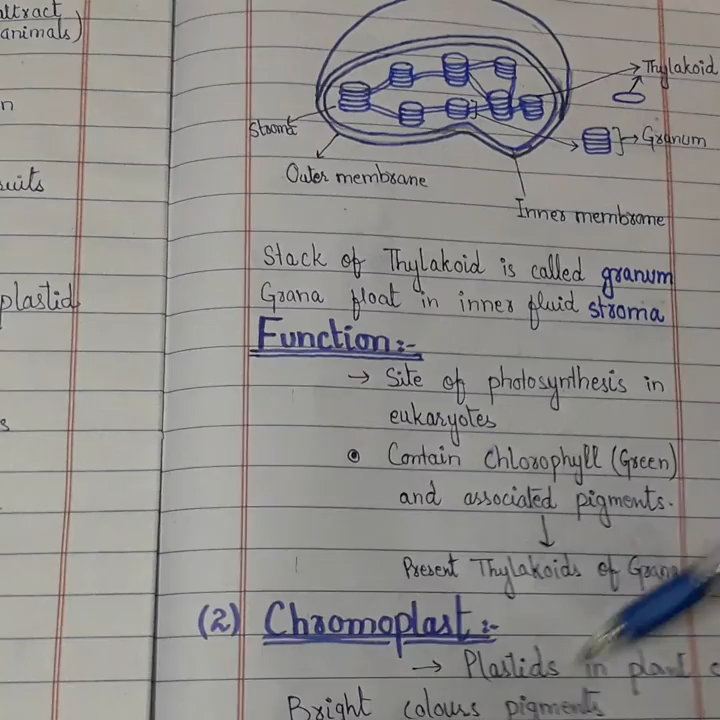 attract
animals)
n
suits
plastid
s
Thylakoid
Stroma
Granum
Outer membrane
Inner membrane
Stack of Thylakoid is called granum
Grana float in inner fluid stroma
Function:-
→ Site of photosynthesis in
eukaryotes
• Contain Chlorophyll (Green)
and associated pigments.
↓
Present Thylakoids of Grana
(2) Chromoplast:-
→ Plastids in plant
Bright colours pigments